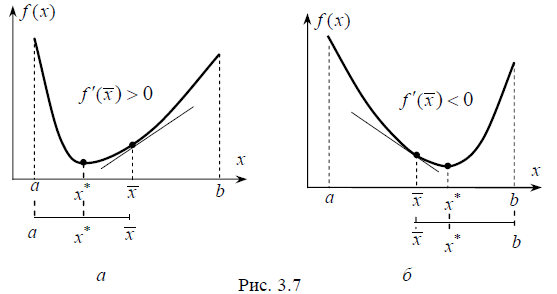 f(x) f(x)
f′(x̄) > 0 f′(x̄) < 0
x x
a x* x̄ b a x̄ x* b
a x* x̄ x̄ x* b
а б
Рис. 3.7